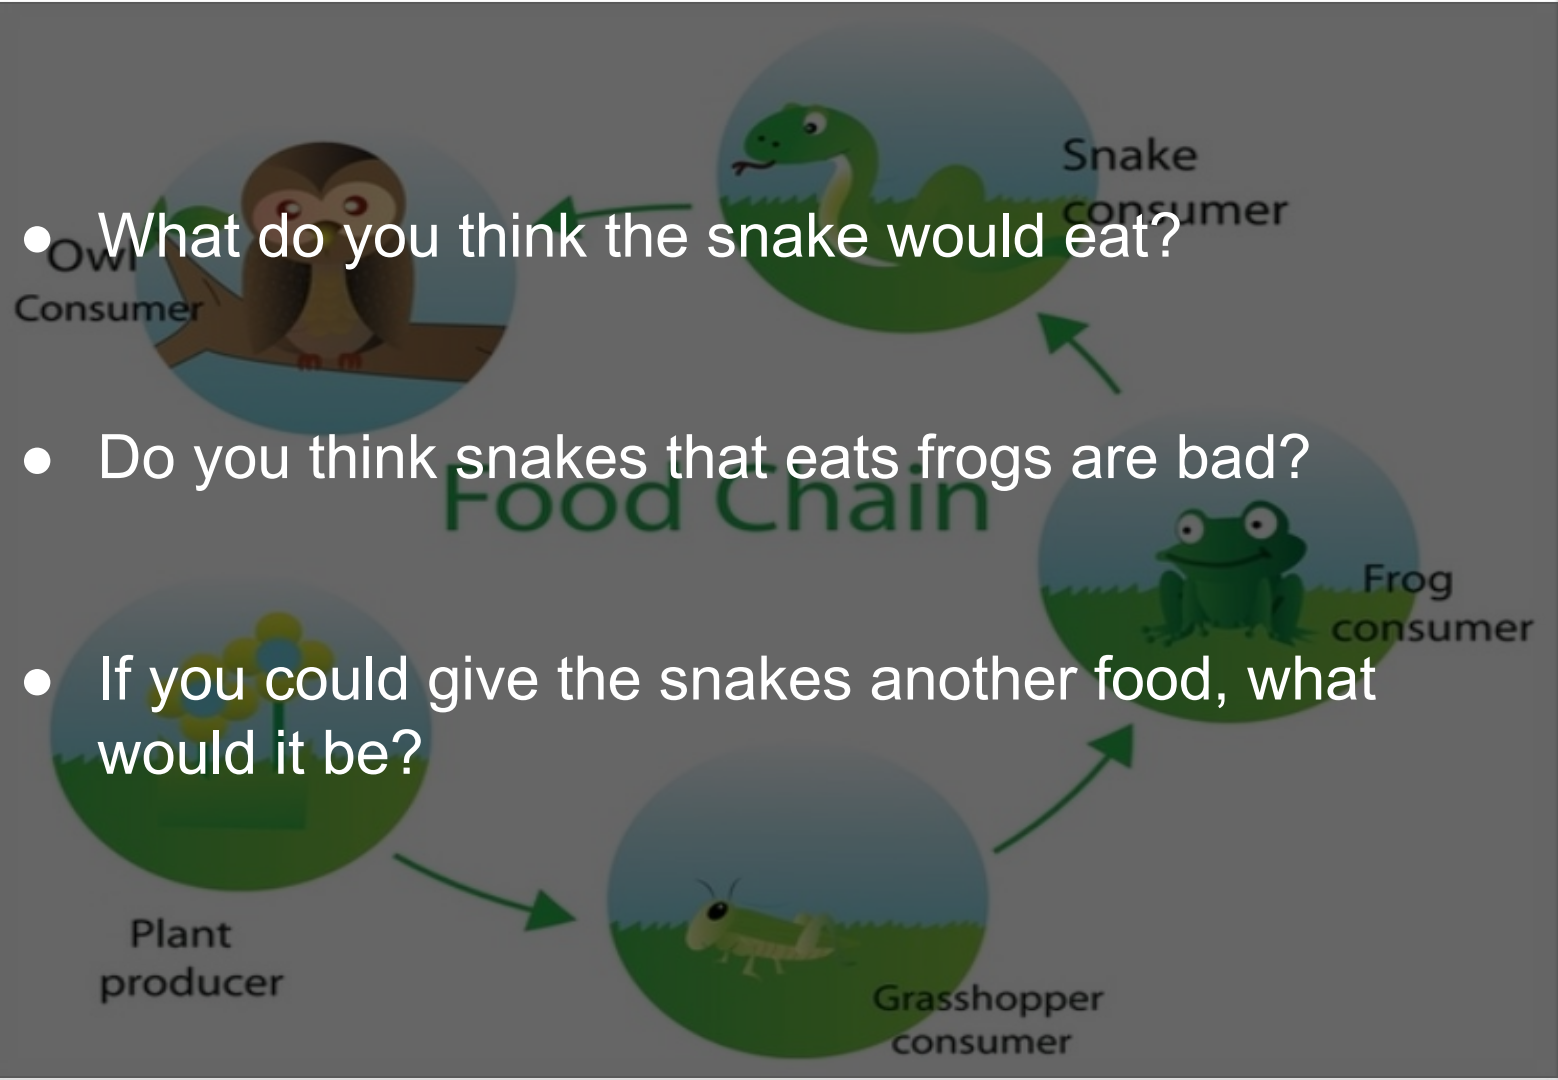 Snake
consumer
● What do you think the snake would eat?
Owl
Consumer
● Do you think snakes that eats frogs are bad?
Food Chain
Frog
consumer
● If you could give the snakes another food, what
would it be?
Plant
producer
Grasshopper
consumer